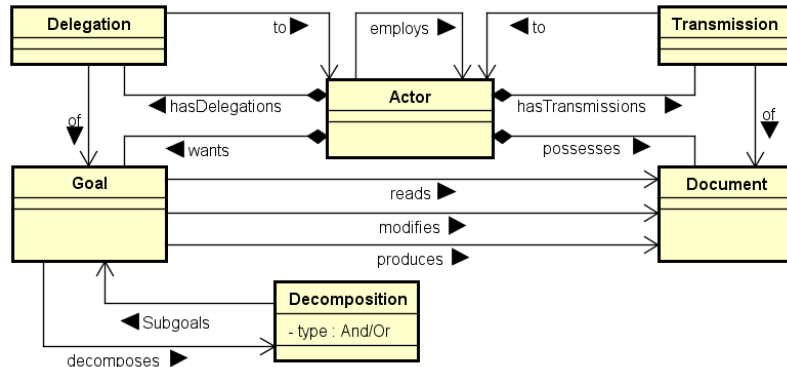 Delegation
Transmission
to
employs
to
Actor
hasDelegations
hasTransmissions
of
of
wants
possesses
Goal
Document
reads
modifies
produces
Decomposition
Subgoals
- type : And/Or
decomposes